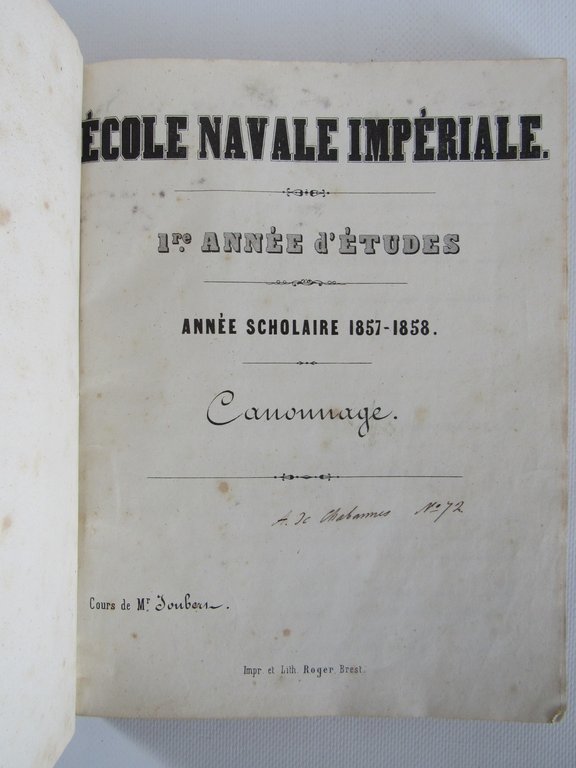 ÉCOLE NAVALE IMPÉRIALE.
1re ANNÉE d'ÉTUDES
ANNÉE SCHOLAIRE 1857-1858.
Canonnage.
A. de Chabannes No 72
Cours de Mr Joubert.
Impr. et Lith. Roger Brest.